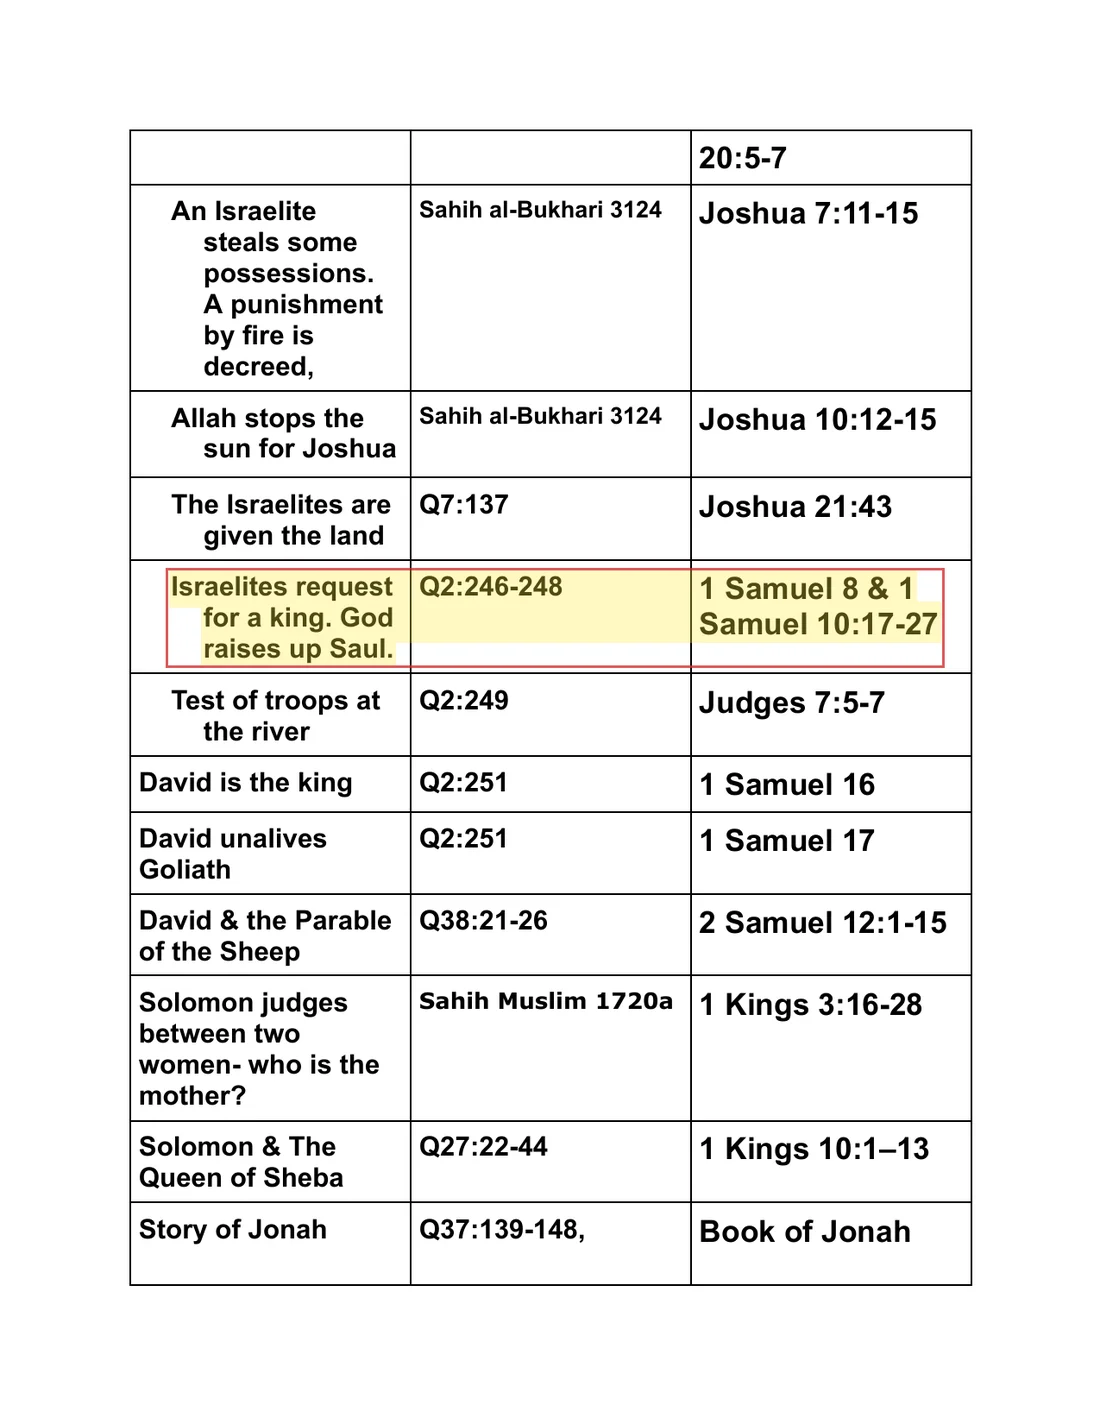 20:5-7
An Israelite
steals some
possessions.
A punishment
by fire is
decreed,
Sahih al-Bukhari 3124
Joshua 7:11-15
Allah stops the
sun for Joshua
Sahih al-Bukhari 3124
Joshua 10:12-15
The Israelites are
given the land
Q7:137
Joshua 21:43
Israelites request
for a king. God
raises up Saul.
Q2:246-248
1 Samuel 8 & 1
Samuel 10:17-27
Test of troops at
the river
Q2:249
Judges 7:5-7
David is the king
Q2:251
1 Samuel 16
David unalives
Goliath
Q2:251
1 Samuel 17
David & the Parable
of the Sheep
Q38:21-26
2 Samuel 12:1-15
Solomon judges
between two
women- who is the
mother?
Sahih Muslim 1720a
1 Kings 3:16-28
Solomon & The
Queen of Sheba
Q27:22-44
1 Kings 10:1–13
Story of Jonah
Q37:139-148,
Book of Jonah